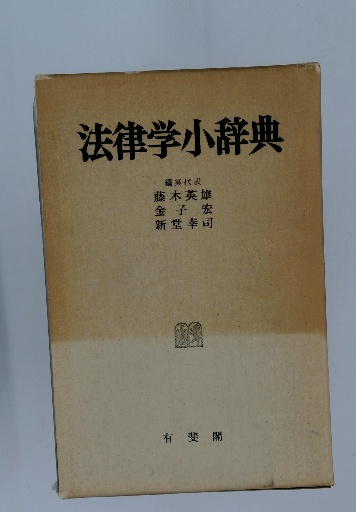 法律学小辞典
編集代表
藤木英雄
金子宏
新堂幸司
有斐閣